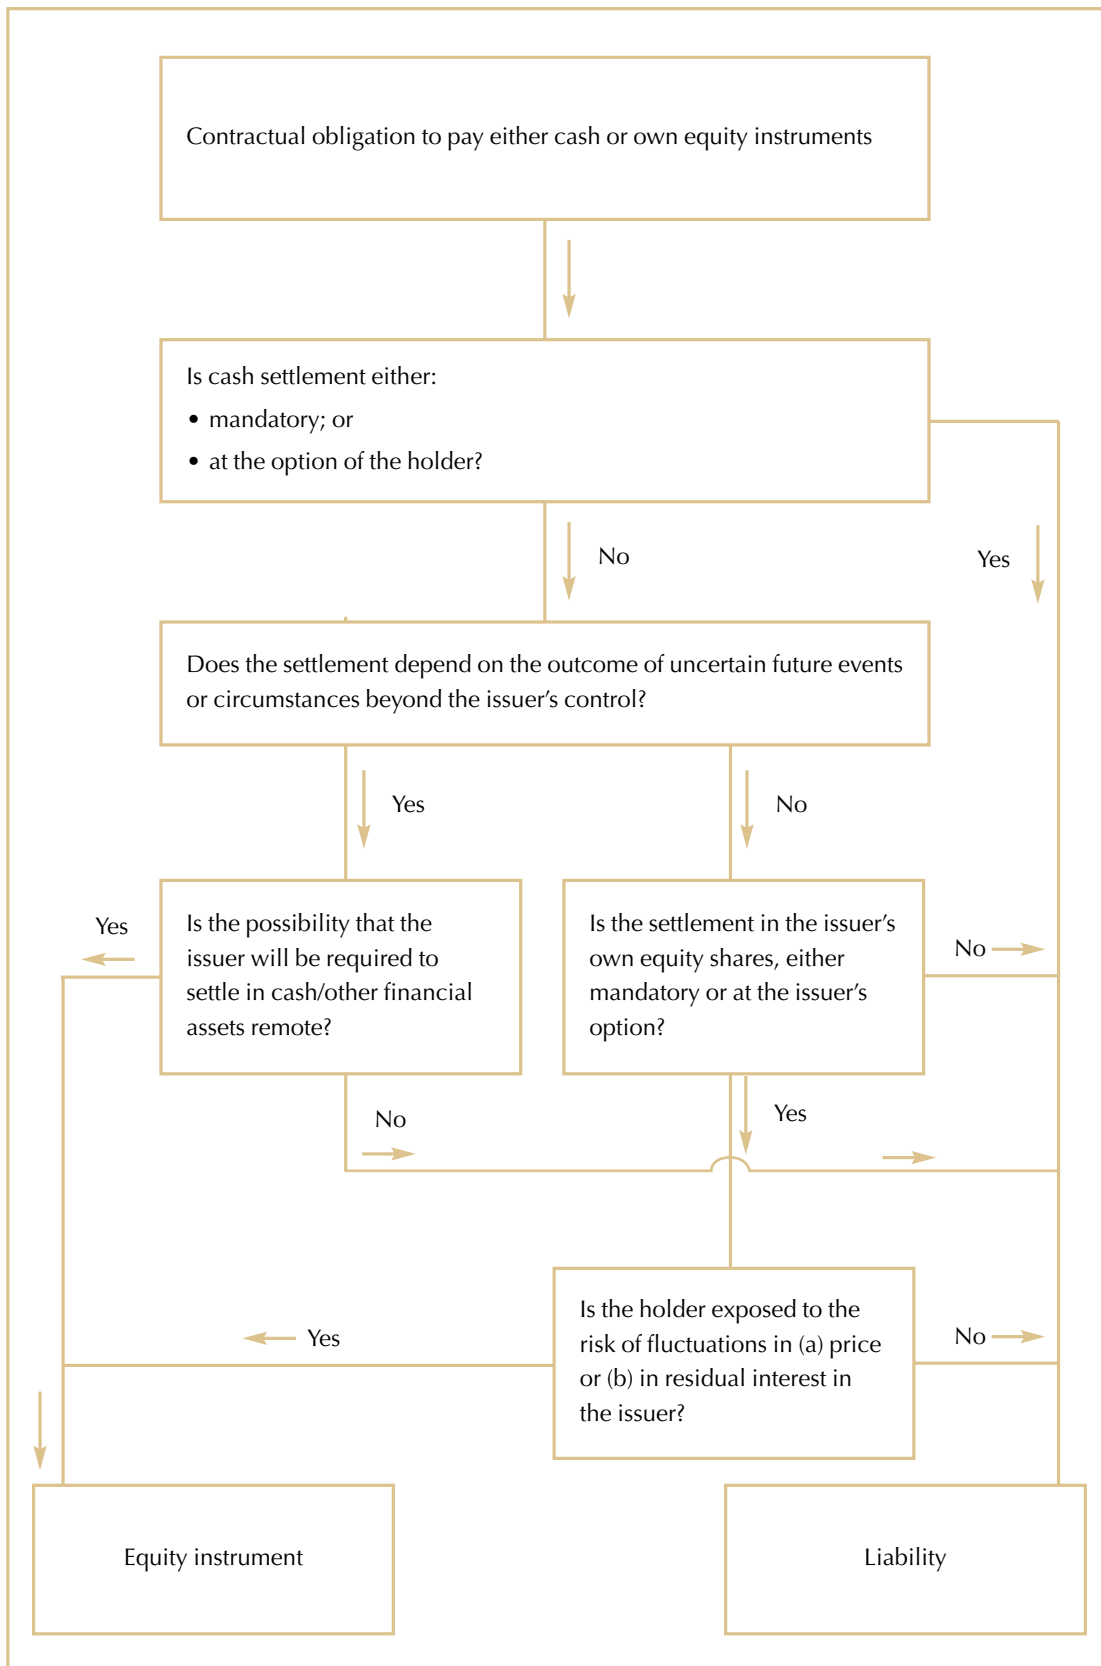 Contractual obligation to pay either cash or own equity instruments
Is cash settlement either:
• mandatory; or
• at the option of the holder?
No
Yes
Does the settlement depend on the outcome of uncertain future events
or circumstances beyond the issuer’s control?
Yes
No
Yes
Is the possibility that the
issuer will be required to
settle in cash/other financial
assets remote?
Is the settlement in the issuer’s
own equity shares, either
mandatory or at the issuer’s
option?
No
No
Yes
Is the holder exposed to the
risk of fluctuations in (a) price
or (b) in residual interest in
the issuer?
Yes
No
Equity instrument
Liability